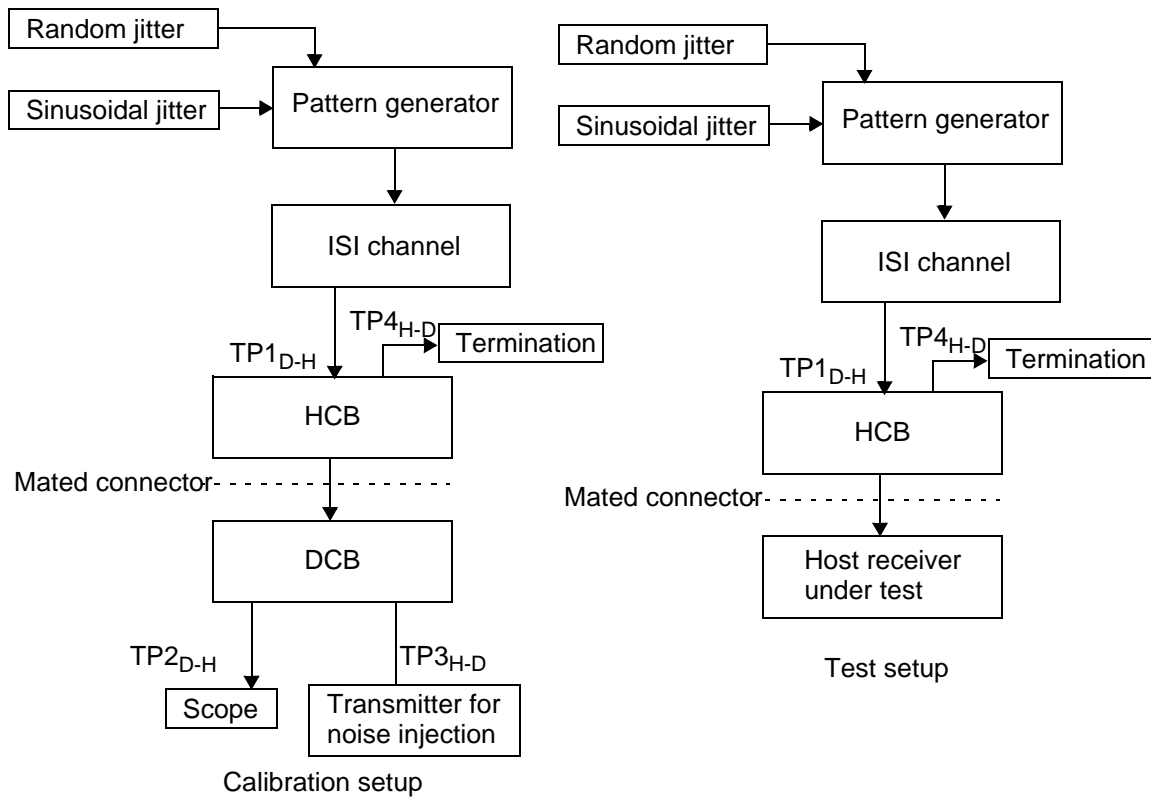 Random jitter
Sinusoidal jitter
Pattern generator
ISI channel
TP4H-D
Termination
TP1D-H
HCB
Mated connector
DCB
TP2D-H
TP3H-D
Scope
Transmitter for
noise injection
Calibration setup
Random jitter
Sinusoidal jitter
Pattern generator
ISI channel
TP4H-D
Termination
TP1D-H
HCB
Mated connector
Host receiver
under test
Test setup